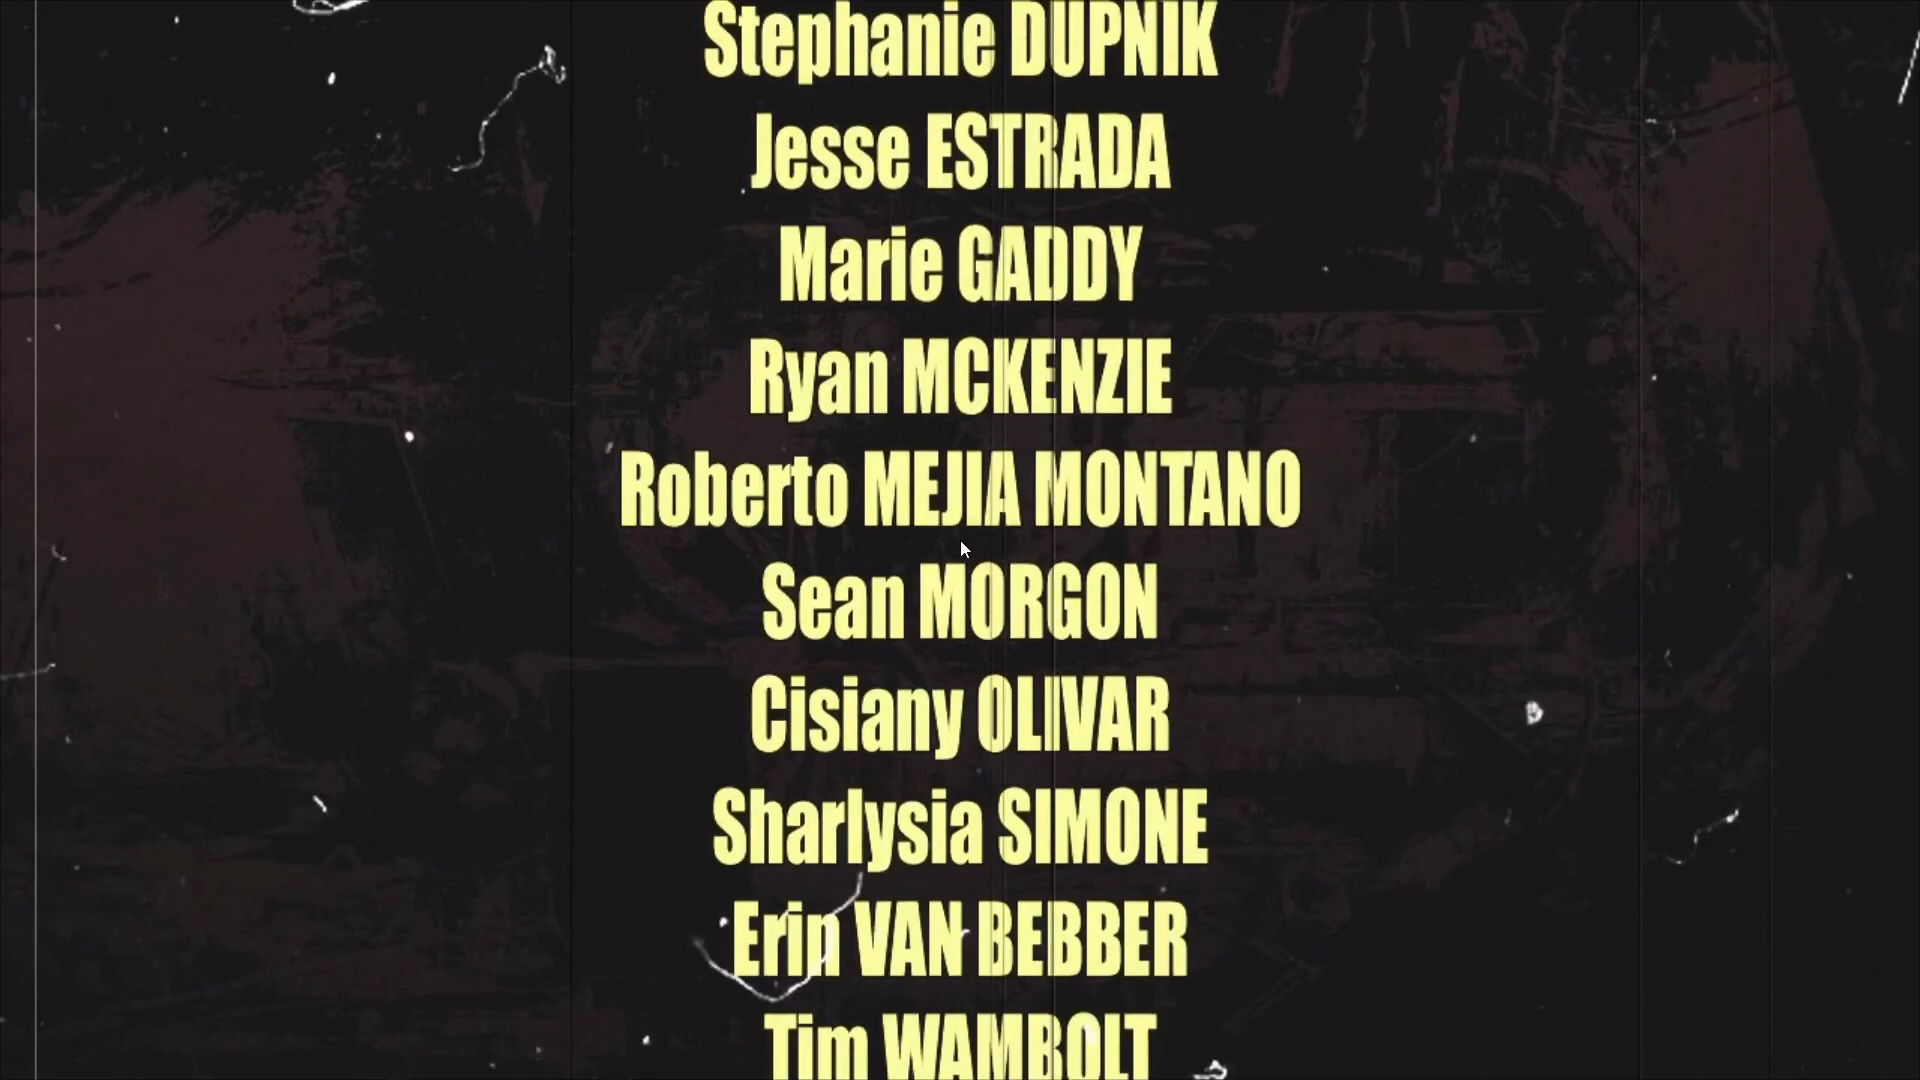 Stephanie DUPNIK
Jesse ESTRADA
Marie GADDY
Ryan MCKENZIE
Roberto MEJIA MONTANO
Sean MORGON
Cisiany OLIVAR
Sharlysia SIMONE
Erin VAN BEBBER
Tim WAMBOLT